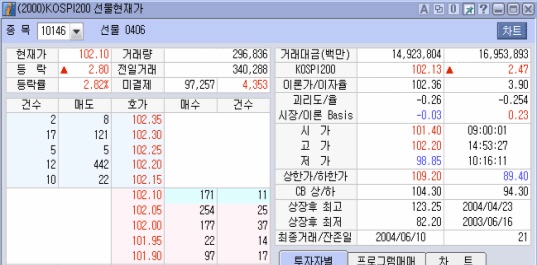 (2000)KOSPI200 선물현재가
종 목 10146 선물 0406 차트
현재가 102.10 거래량 296,836
등 락 ▲ 2.80 전일거래 340,288
등락률 2.82% 미결제 97,257 4,353
건수 매도 호가 매수 건수
2 8 102.35
17 121 102.30
5 5 102.25
12 442 102.20
10 22 102.15
102.10 171 11
102.05 254 25
102.00 177 37
101.95 22 14
101.90 97 17
거래대금(백만) 14,923,804 16,953,893
KOSPI200 102.13 ▲ 2.47
이론가/이자율 102.36 3.90
괴리도/율 -0.26 -0.254
시장/이론 Basis -0.03 0.23
시 가 101.40 09:00:01
고 가 102.20 14:53:27
저 가 98.85 10:16:11
상한가/하한가 109.20 89.40
CB 상/하 104.30 94.30
상장후 최고 123.25 2004/04/23
상장후 최저 82.20 2003/06/16
최종거래/잔존일 2004/06/10 21
투자자별 프로그램매매 차 트